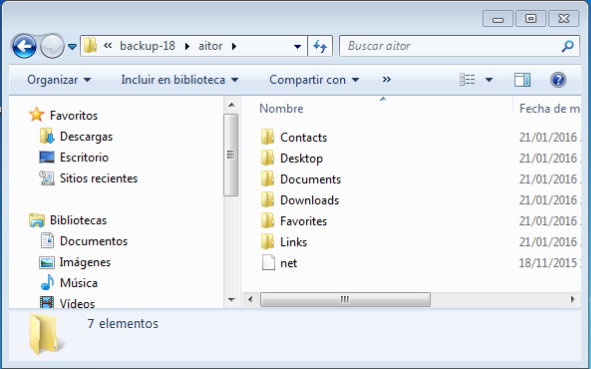 « backup-18 ▸ aitor ▸ Buscar aitor
Organizar Incluir en biblioteca Compartir con »
Nombre Fecha de m
Favoritos
Descargas
Escritorio
Sitios recientes
Bibliotecas
Documentos
Imágenes
Música
Vídeos
Contacts 21/01/2016
Desktop 21/01/2016
Documents 21/01/2016
Downloads 21/01/2016
Favorites 21/01/2016
Links 21/01/2016
net 18/11/2015
7 elementos